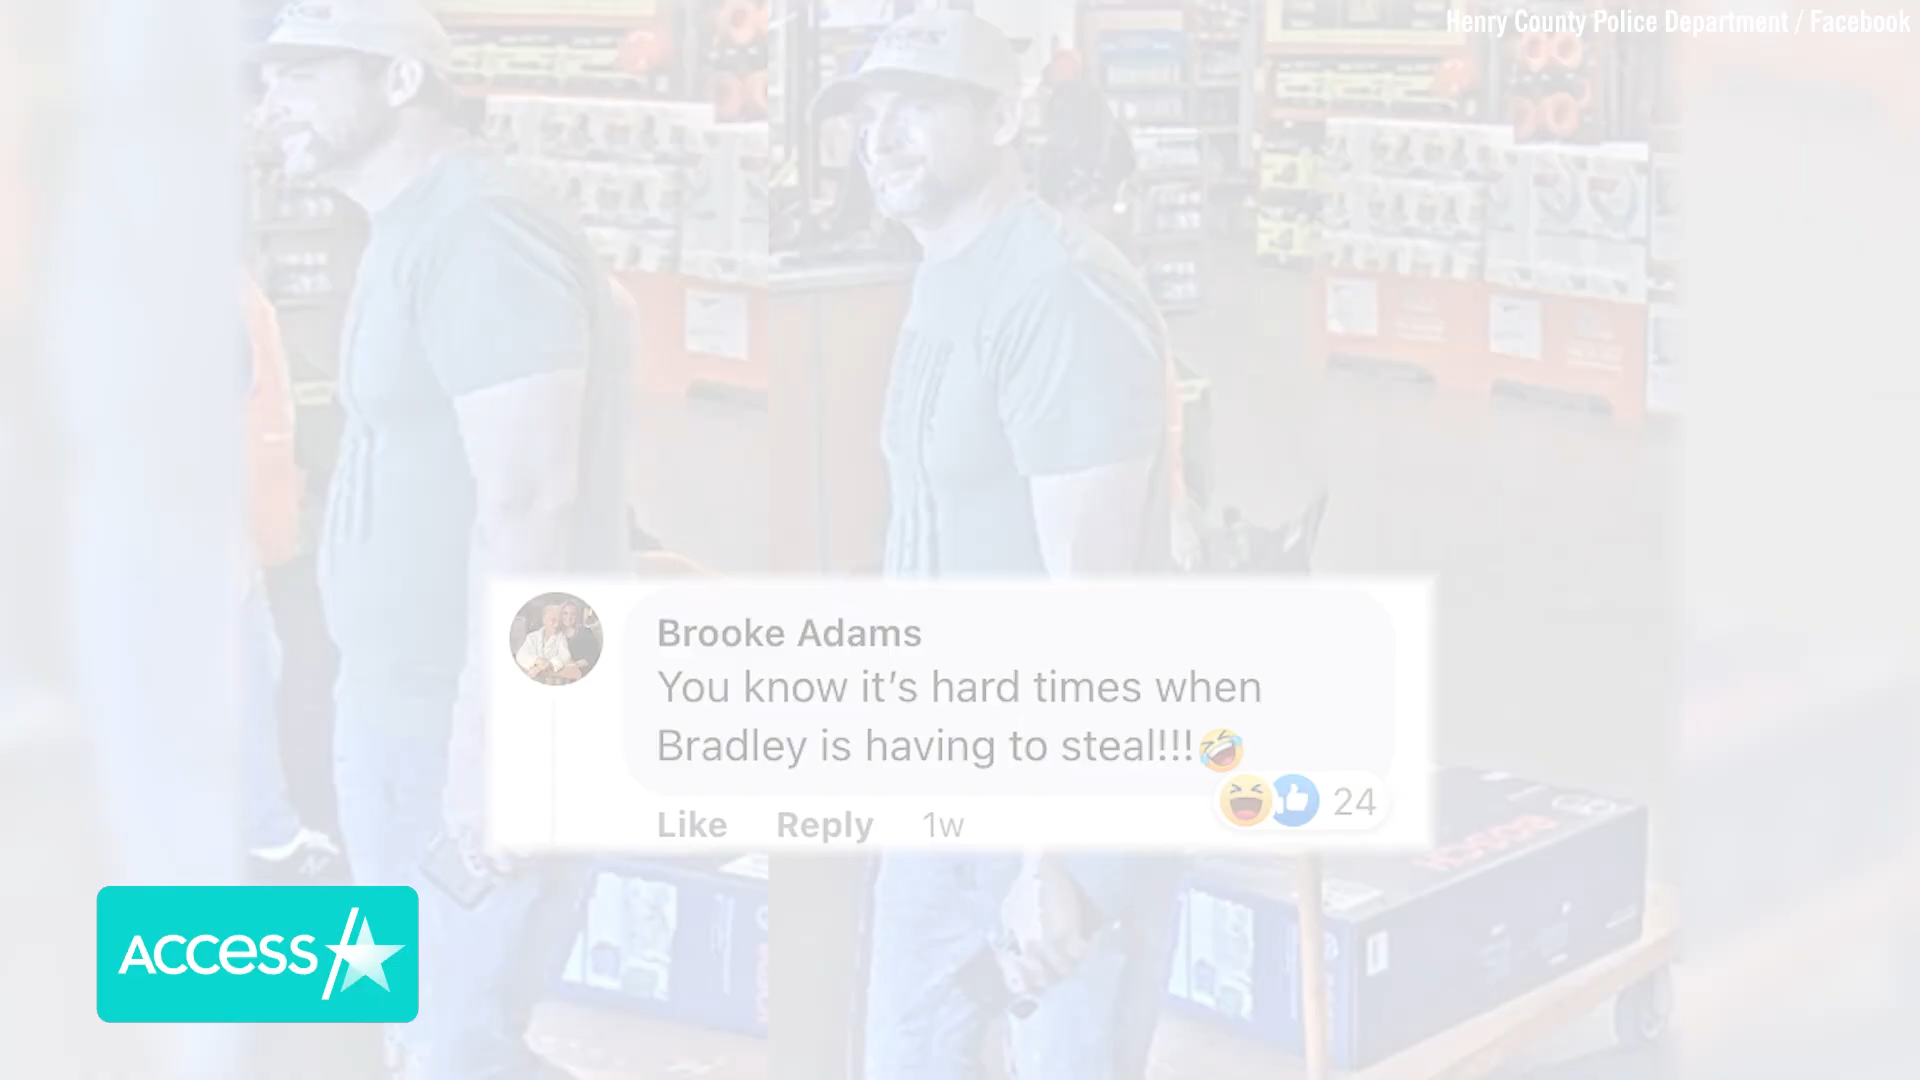 Henry County Police Department / Facebook
Brooke Adams
You know it's hard times when
Bradley is having to steal!!!🤣
24
Like Reply 1w
BOSCH
ACCESS